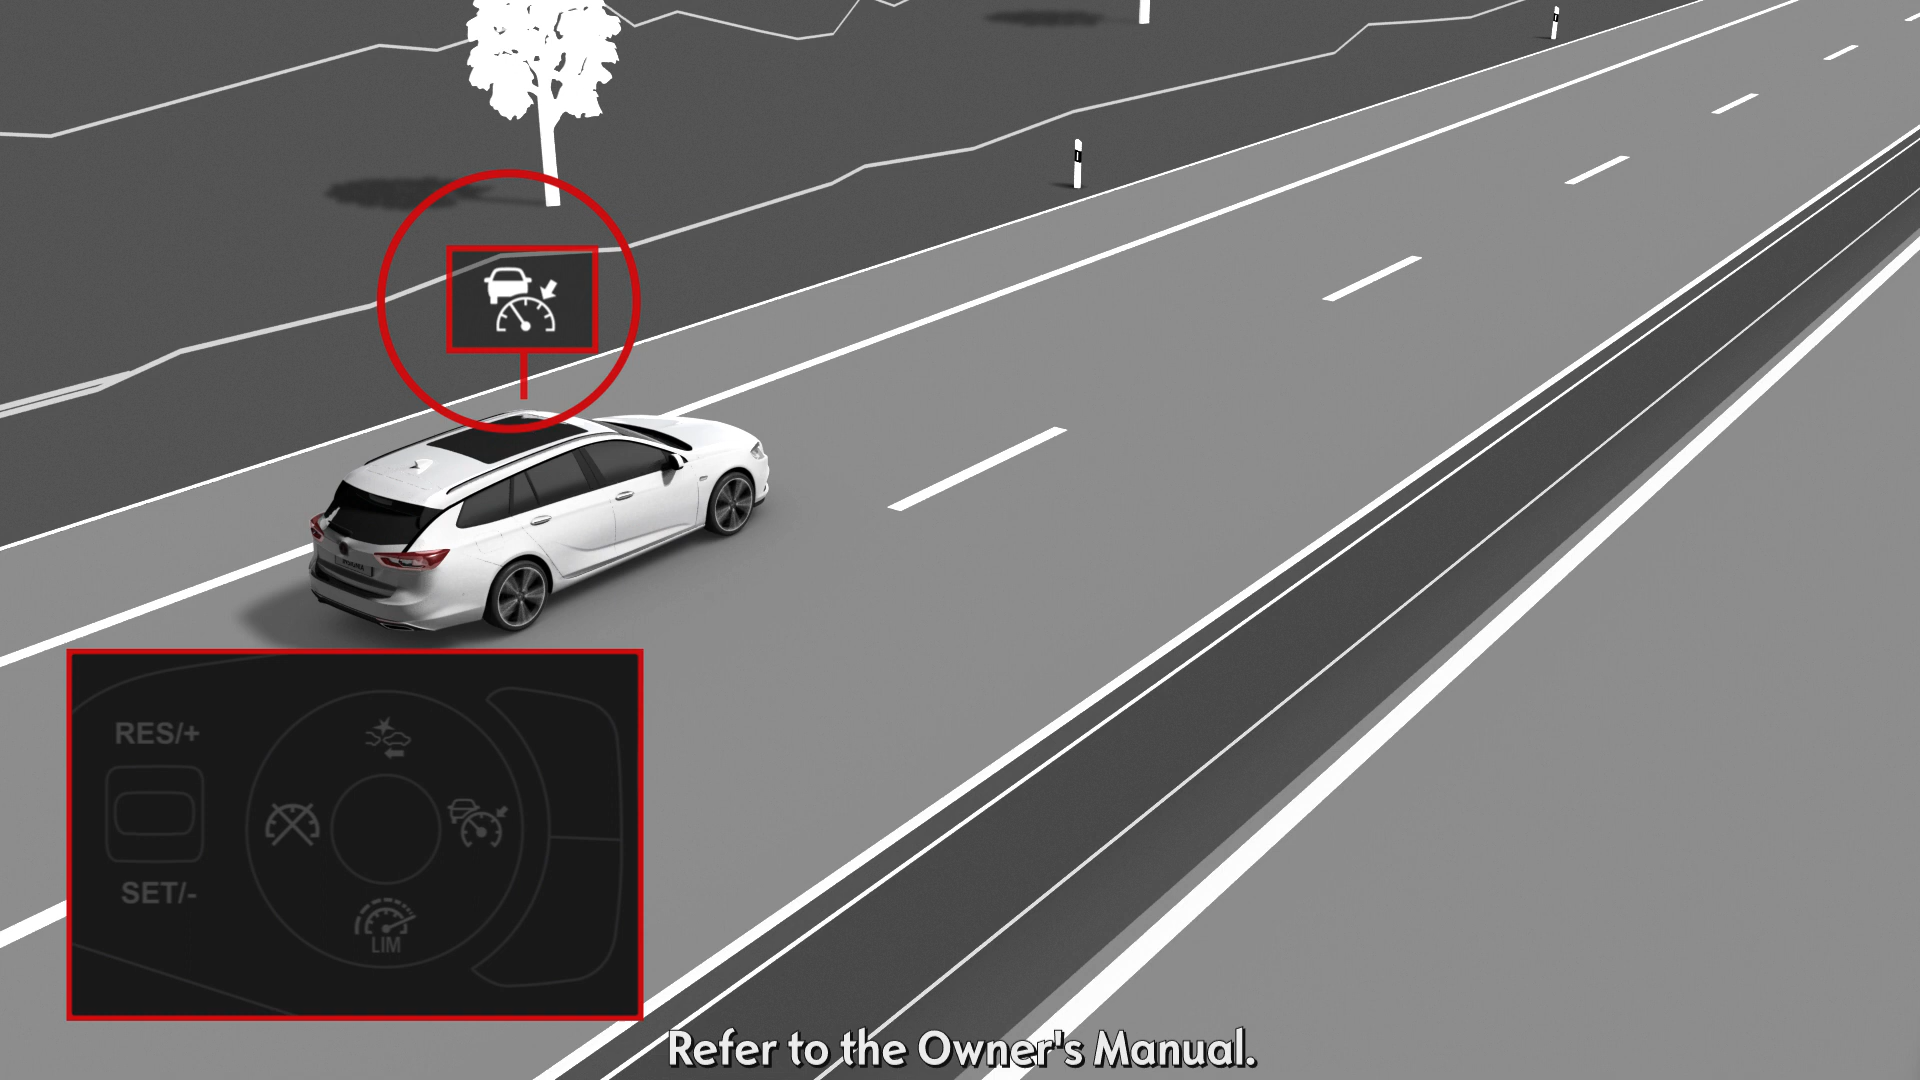 RES/+
SET/-
LIM
Refer to the Owner's Manual.